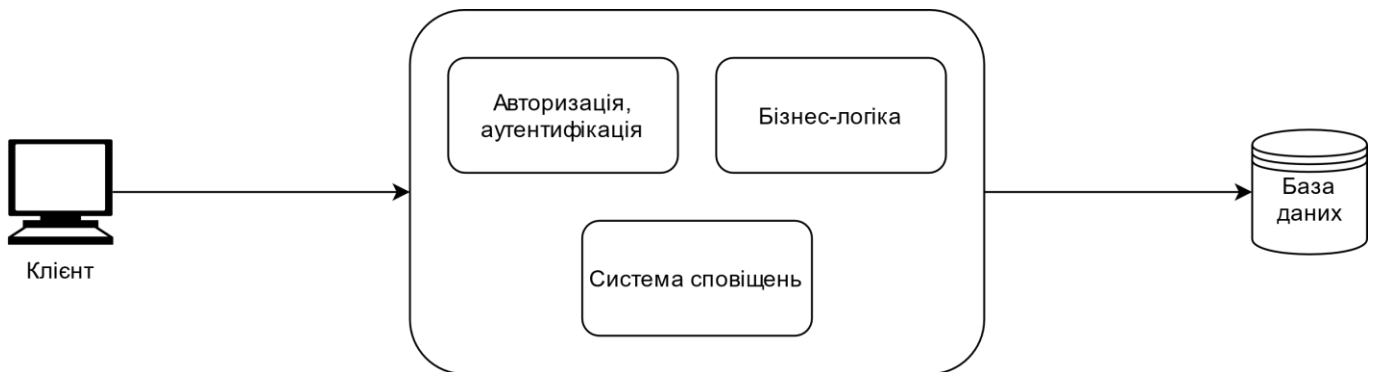 Авторизація,
аутентифікація
Бізнес-логіка
База
даних
Клієнт
Система сповіщень